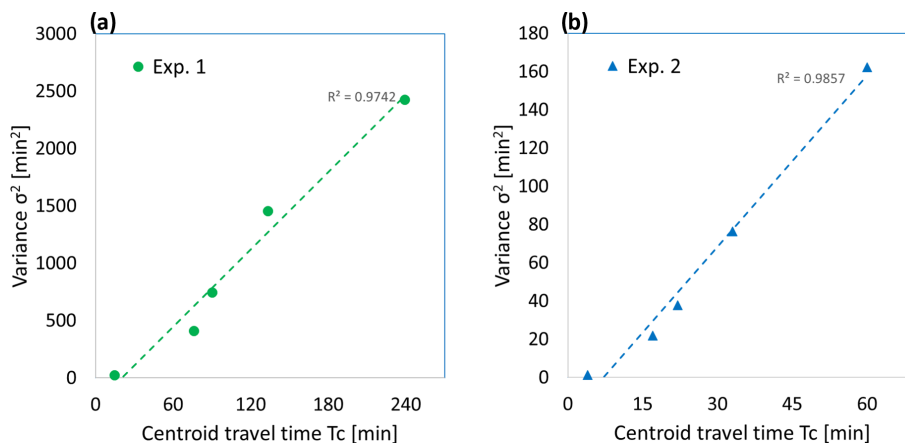 (a)
3000
2500
2000
1500
1000
500
0
Variance σ² [min²]
Exp. 1
R² = 0.9742
0 60 120 180 240
Centroid travel time Tc [min]
(b)
180
160
140
120
100
80
60
40
20
0
Variance σ² [min²]
Exp. 2
R² = 0.9857
0 15 30 45 60
Centroid travel time Tc [min]